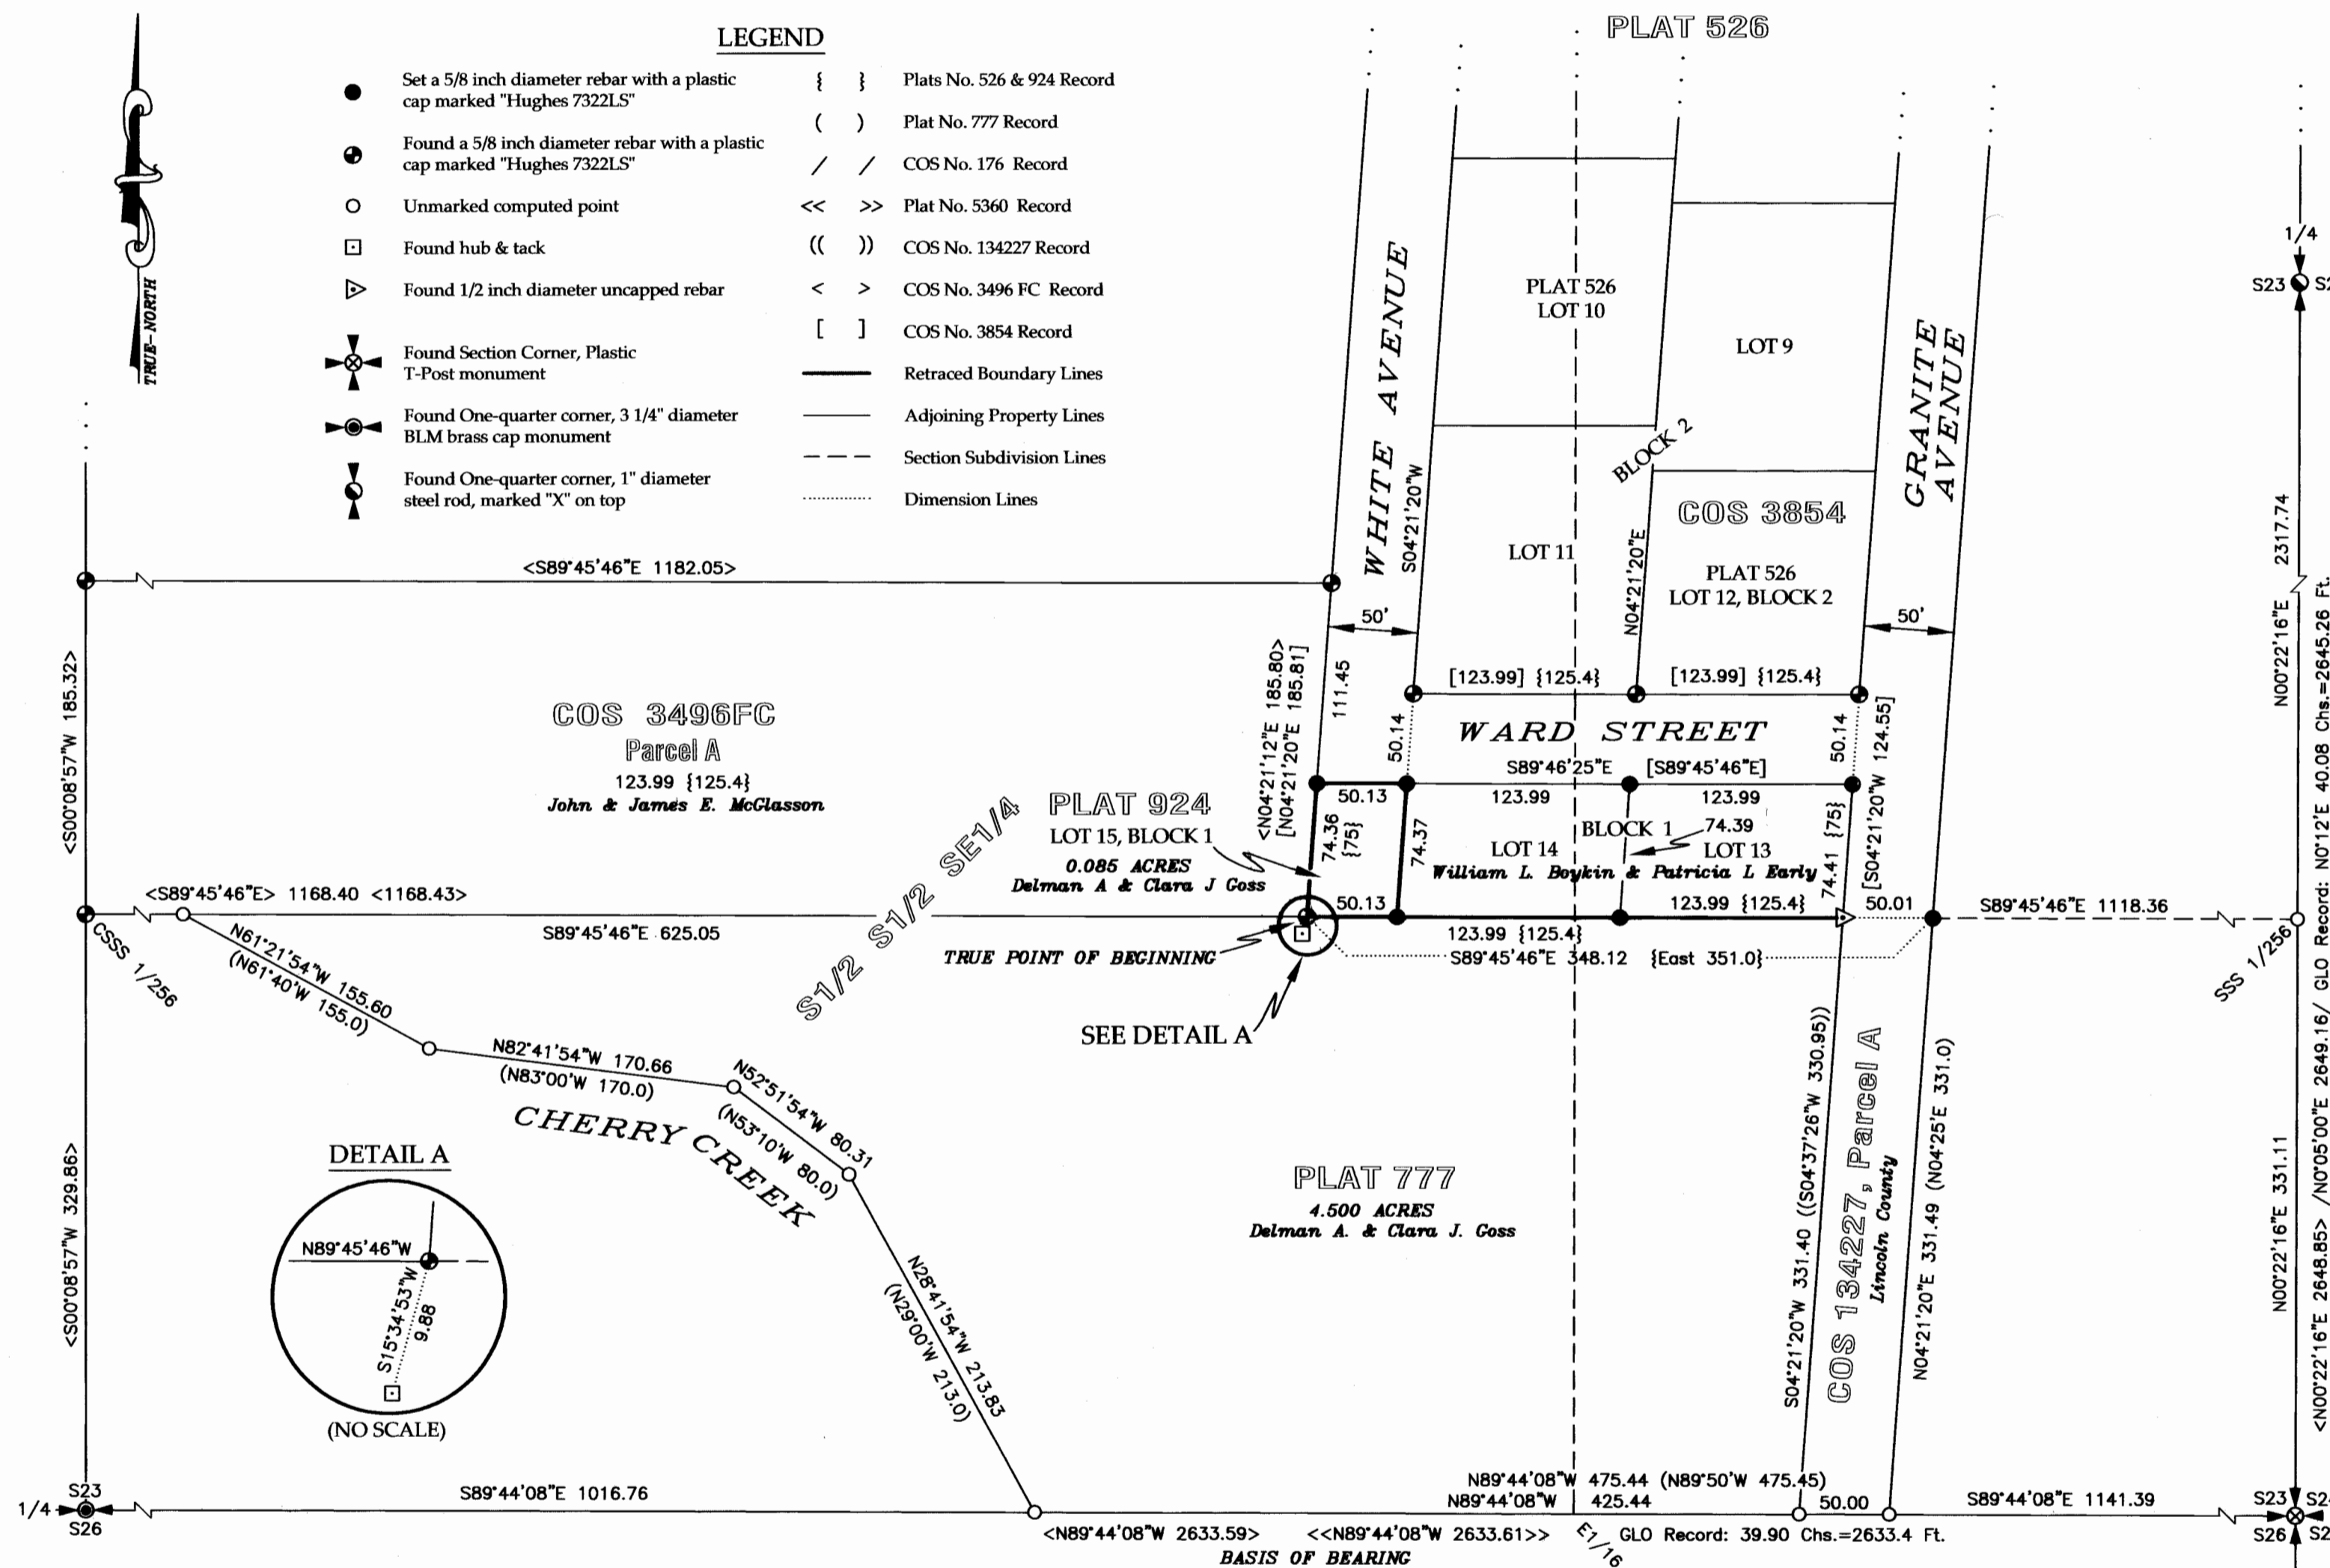 PLAT 526
LEGEND
Set a 5/8 inch diameter rebar with a plastic
cap marked "Hughes 7322LS"
Found a 5/8 inch diameter rebar with a plastic
cap marked "Hughes 7322LS"
Unmarked computed point
Found hub & tack
Found 1/2 inch diameter uncapped rebar
Found Section Corner, Plastic
T-Post monument
Found One-quarter corner, 3 1/4" diameter
BLM brass cap monument
Found One-quarter corner, 1" diameter
steel rod, marked "X" on top
{ } Plats No. 526 & 924 Record
( ) Plat No. 777 Record
/ / COS No. 176 Record
<< >> Plat No. 5360 Record
(( )) COS No. 134227 Record
< > COS No. 3496 FC Record
[ ] COS No. 3854 Record
Retraced Boundary Lines
Adjoining Property Lines
Section Subdivision Lines
Dimension Lines
TRUE-NORTH
WHITE AVENUE
S04°21'20"W
PLAT 526
LOT 10
LOT 9
BLOCK 2
GRANITE
AVENUE
COS 3854
LOT 11
N04°21'20"E
PLAT 526
LOT 12, BLOCK 2
50'
50'
1/4
S23
S2
N00°22'16"E 2317.74
<N00°22'16"E 2648.85> /N0°05'00"E 2649.16/ GLO Record: N0°12'E 40.08 Chs.=2645.26 Ft.
<S89°45'46"E 1182.05>
<S00°08'57"W 185.32>
COS 3496FC
Parcel A
123.99 {125.4}
John & James E. McGlasson
<N04°21'12"E 185.80>
[N04°21'20"E 185.81]
111.45
50.14
[123.99] {125.4}
[123.99] {125.4}
WARD STREET
50.14
[S04°21'20"W 124.55]
S89°46'25"E [S89°45'46"E]
50.13
123.99
123.99
PLAT 924
LOT 15, BLOCK 1
0.085 ACRES
Delman A & Clara J Goss
74.36
{75}
74.37
BLOCK 1
74.39
LOT 14
LOT 13
William L. Boykin & Patricia L Early
74.41 {75}
S1/2 S1/2 SE1/4
<S89°45'46"E> 1168.40 <1168.43>
S89°45'46"E 625.05
50.13
123.99 {125.4}
123.99 {125.4}
50.01
S89°45'46"E 1118.36
S89°45'46"E 348.12 {East 351.0}
TRUE POINT OF BEGINNING
SEE DETAIL A
CSSS 1/256
SSS 1/256
N61°21'54"W 155.60
(N61°40'W 155.0)
N82°41'54"W 170.66
(N83°00'W 170.0)
N52°51'54"W 80.31
(N53°10'W 80.0)
CHERRY CREEK
N28°41'54"W 213.83
(N29°00'W 213.0)
<S00°08'57"W 329.86>
DETAIL A
N89°45'46"W
S15°34'53"W
9.88
(NO SCALE)
PLAT 777
4.500 ACRES
Delman A. & Clara J. Goss
S04°21'20"W 331.40 ((S04°37'26"W 330.95))
COS 134227, Parcel A
Lincoln County
N04°21'20"E 331.49 (N04°25'E 331.0)
N00°22'16"E 331.11
S23
1/4
S26
S89°44'08"E 1016.76
N89°44'08"W 475.44 (N89°50'W 475.45)
N89°44'08"W 425.44
50.00
S89°44'08"E 1141.39
S23 S24
S26 S2
<N89°44'08"W 2633.59> <<N89°44'08"W 2633.61>>
E1/16
GLO Record: 39.90 Chs.=2633.4 Ft.
BASIS OF BEARING